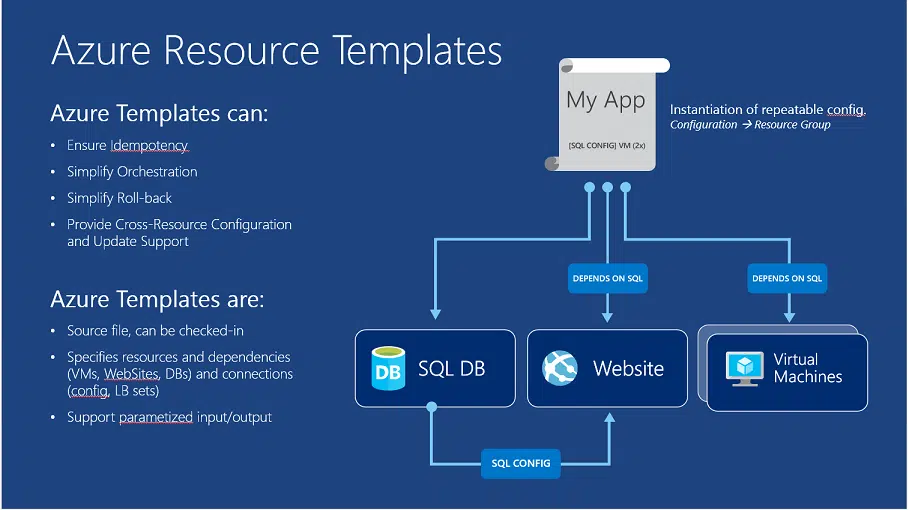 Azure Resource Templates
Azure Templates can:
• Ensure Idempotency
• Simplify Orchestration
• Simplify Roll-back
• Provide Cross-Resource Configuration
and Update Support
Azure Templates are:
• Source file, can be checked-in
• Specifies resources and dependencies
(VMs, WebSites, DBs) and connections
(config, LB sets)
• Support parametized input/output
My App
[SQL CONFIG] VM (2x)
Instantiation of repeatable config.
Configuration → Resource Group
DEPENDS ON SQL
DEPENDS ON SQL
DB
SQL DB
Website
Virtual
Machines
SQL CONFIG